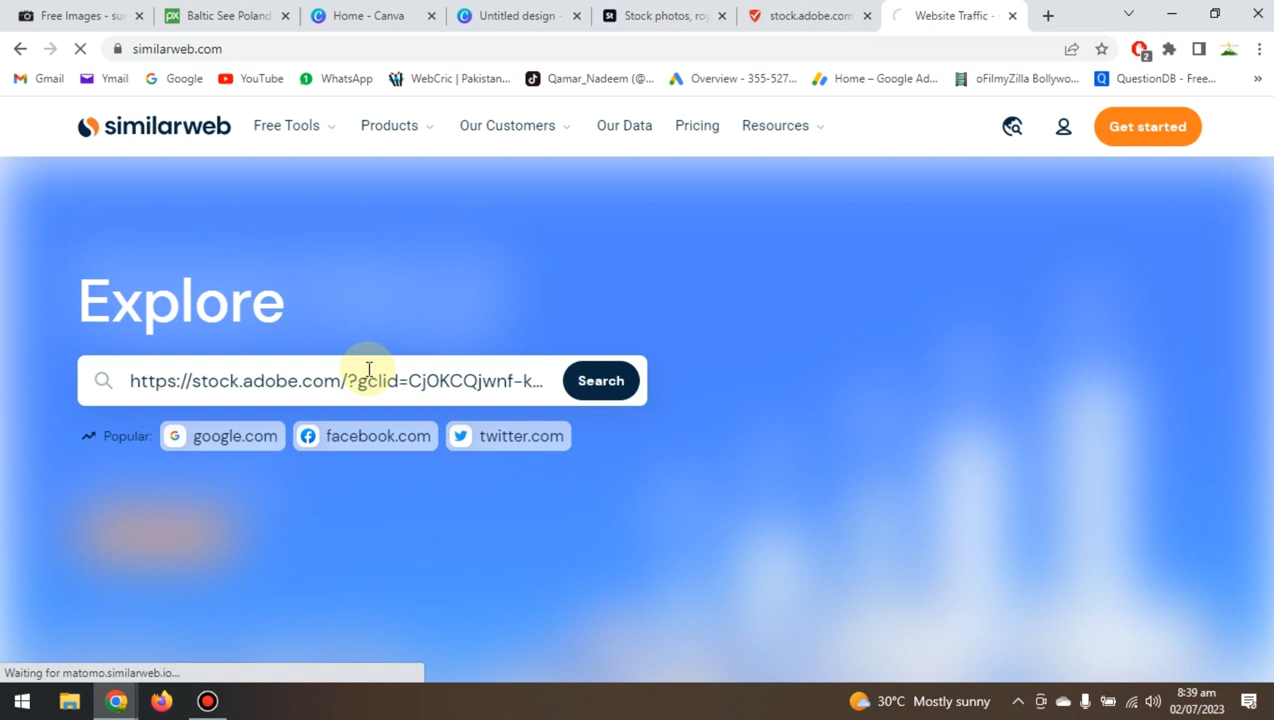 Free Images - su
Baltic See Poland
Home - Canva
Untitled design -
St
Stock photos, roy
stock.adobe.com
Website Traffic -
similarweb.com
2
Gmail
Ymail
Google
YouTube
WhatsApp
WebCric | Pakistan...
Qamar_Nadeem (@...
Overview - 355-527...
Home – Google Ad...
oFilmyZilla Bollywo...
QuestionDB - Free...
»
similarweb
Free Tools
Products
Our Customers
Our Data
Pricing
Resources
Get started
Explore
https://stock.adobe.com/?gclid=Cj0KCQjwnf-k...
Search
Popular:
google.com
facebook.com
twitter.com
Waiting for matomo.similarweb.io...
30°C Mostly sunny
8:39 am
02/07/2023